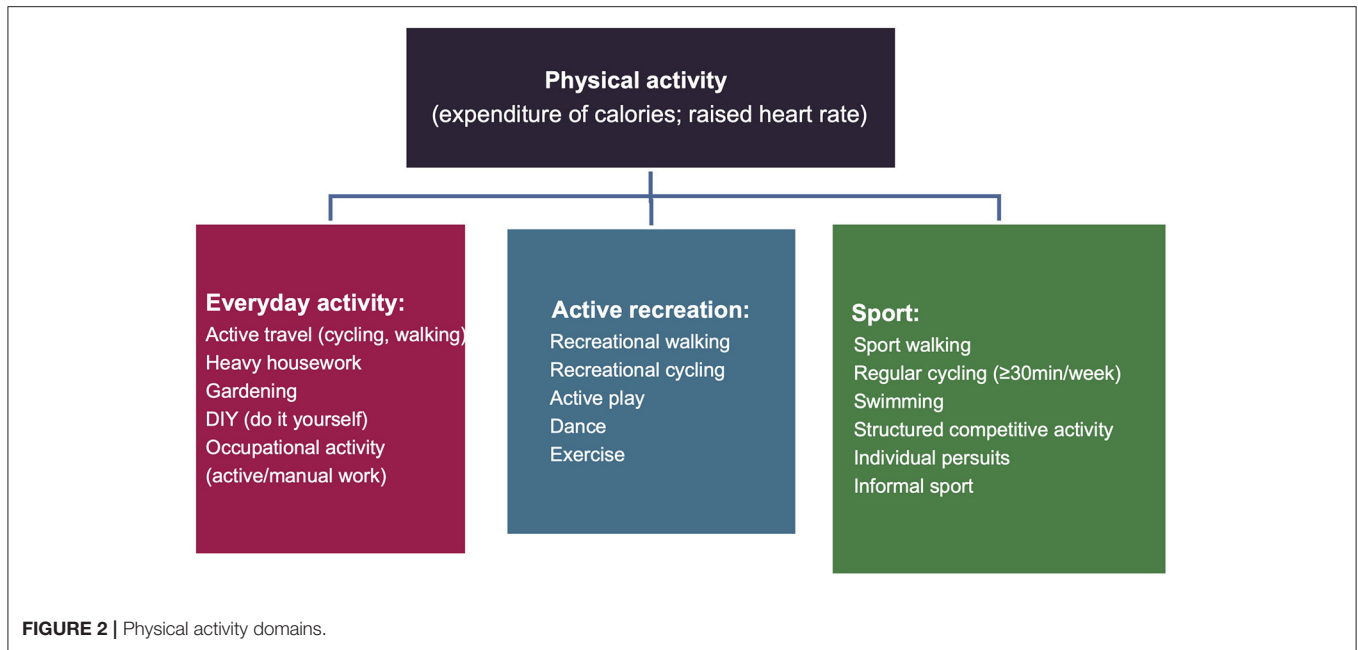 Physical activity
(expenditure of calories; raised heart rate)
Everyday activity:
Active travel (cycling, walking)
Heavy housework
Gardening
DIY (do it yourself)
Occupational activity
(active/manual work)
Active recreation:
Recreational walking
Recreational cycling
Active play
Dance
Exercise
Sport:
Sport walking
Regular cycling (≥30min/week)
Swimming
Structured competitive activity
Individual persuits
Informal sport
FIGURE 2 | Physical activity domains.